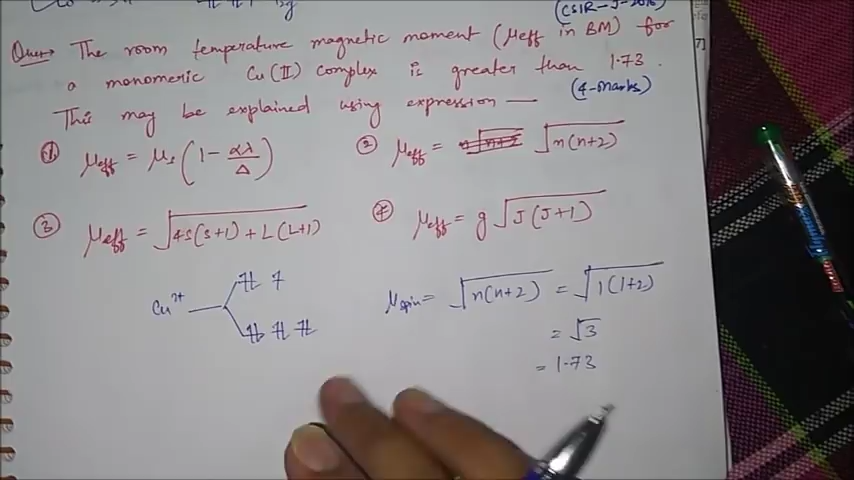 (CSIR-J-2016)
t2g
Ques→ The room temperature magnetic moment (μeff in BM) for
a monomeric Cu(II) complex is greater than 1.73.
This may be explained using expression — (4-marks)
① μeff = μs(1 - αλ/Δ)
② μeff = √n(n+2)
③ μeff = √4s(s+1) + L(L+1)
④ μeff = g√J(J+1)
Cu²⁺
μspin = √n(n+2) = √1(1+2)
= √3
= 1.73